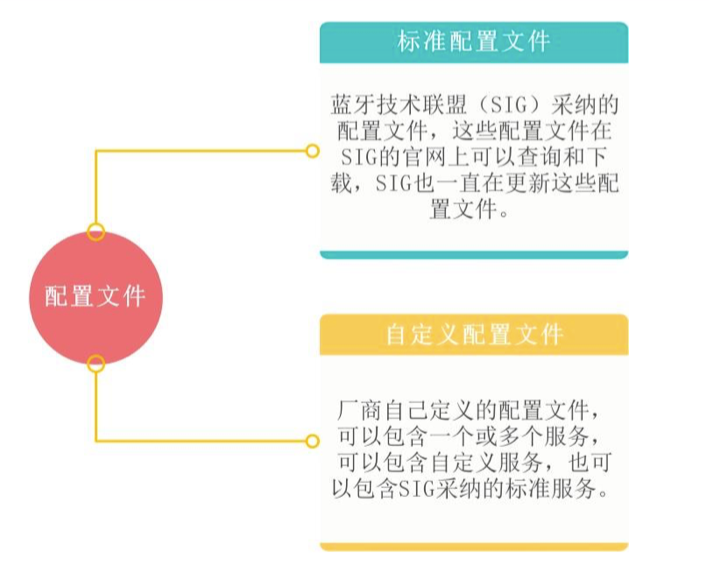 标准配置文件
蓝牙技术联盟（SIG）采纳的
配置文件，这些配置文件在
SIG的官网上可以查询和下
载，SIG也一直在更新这些配
置文件。
配置文件
自定义配置文件
厂商自己定义的配置文件，
可以包含一个或多个服务，
可以包含自定义服务，也可
以包含SIG采纳的标准服务。